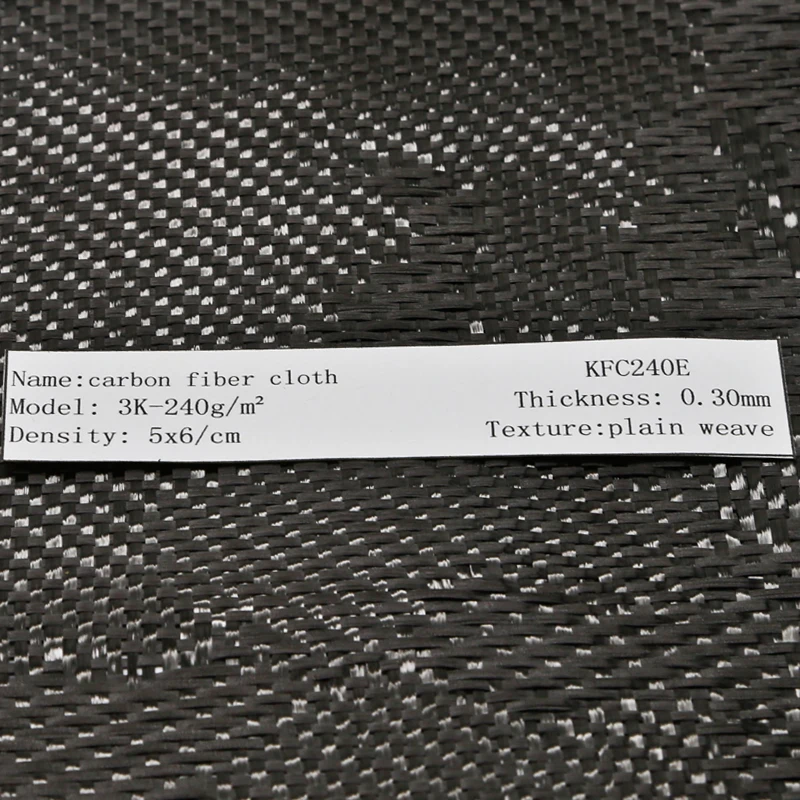 Name:carbon fiber cloth
KFC240E
Model: 3K-240g/m²
Thickness: 0.30mm
Density: 5x6/cm
Texture:plain weave